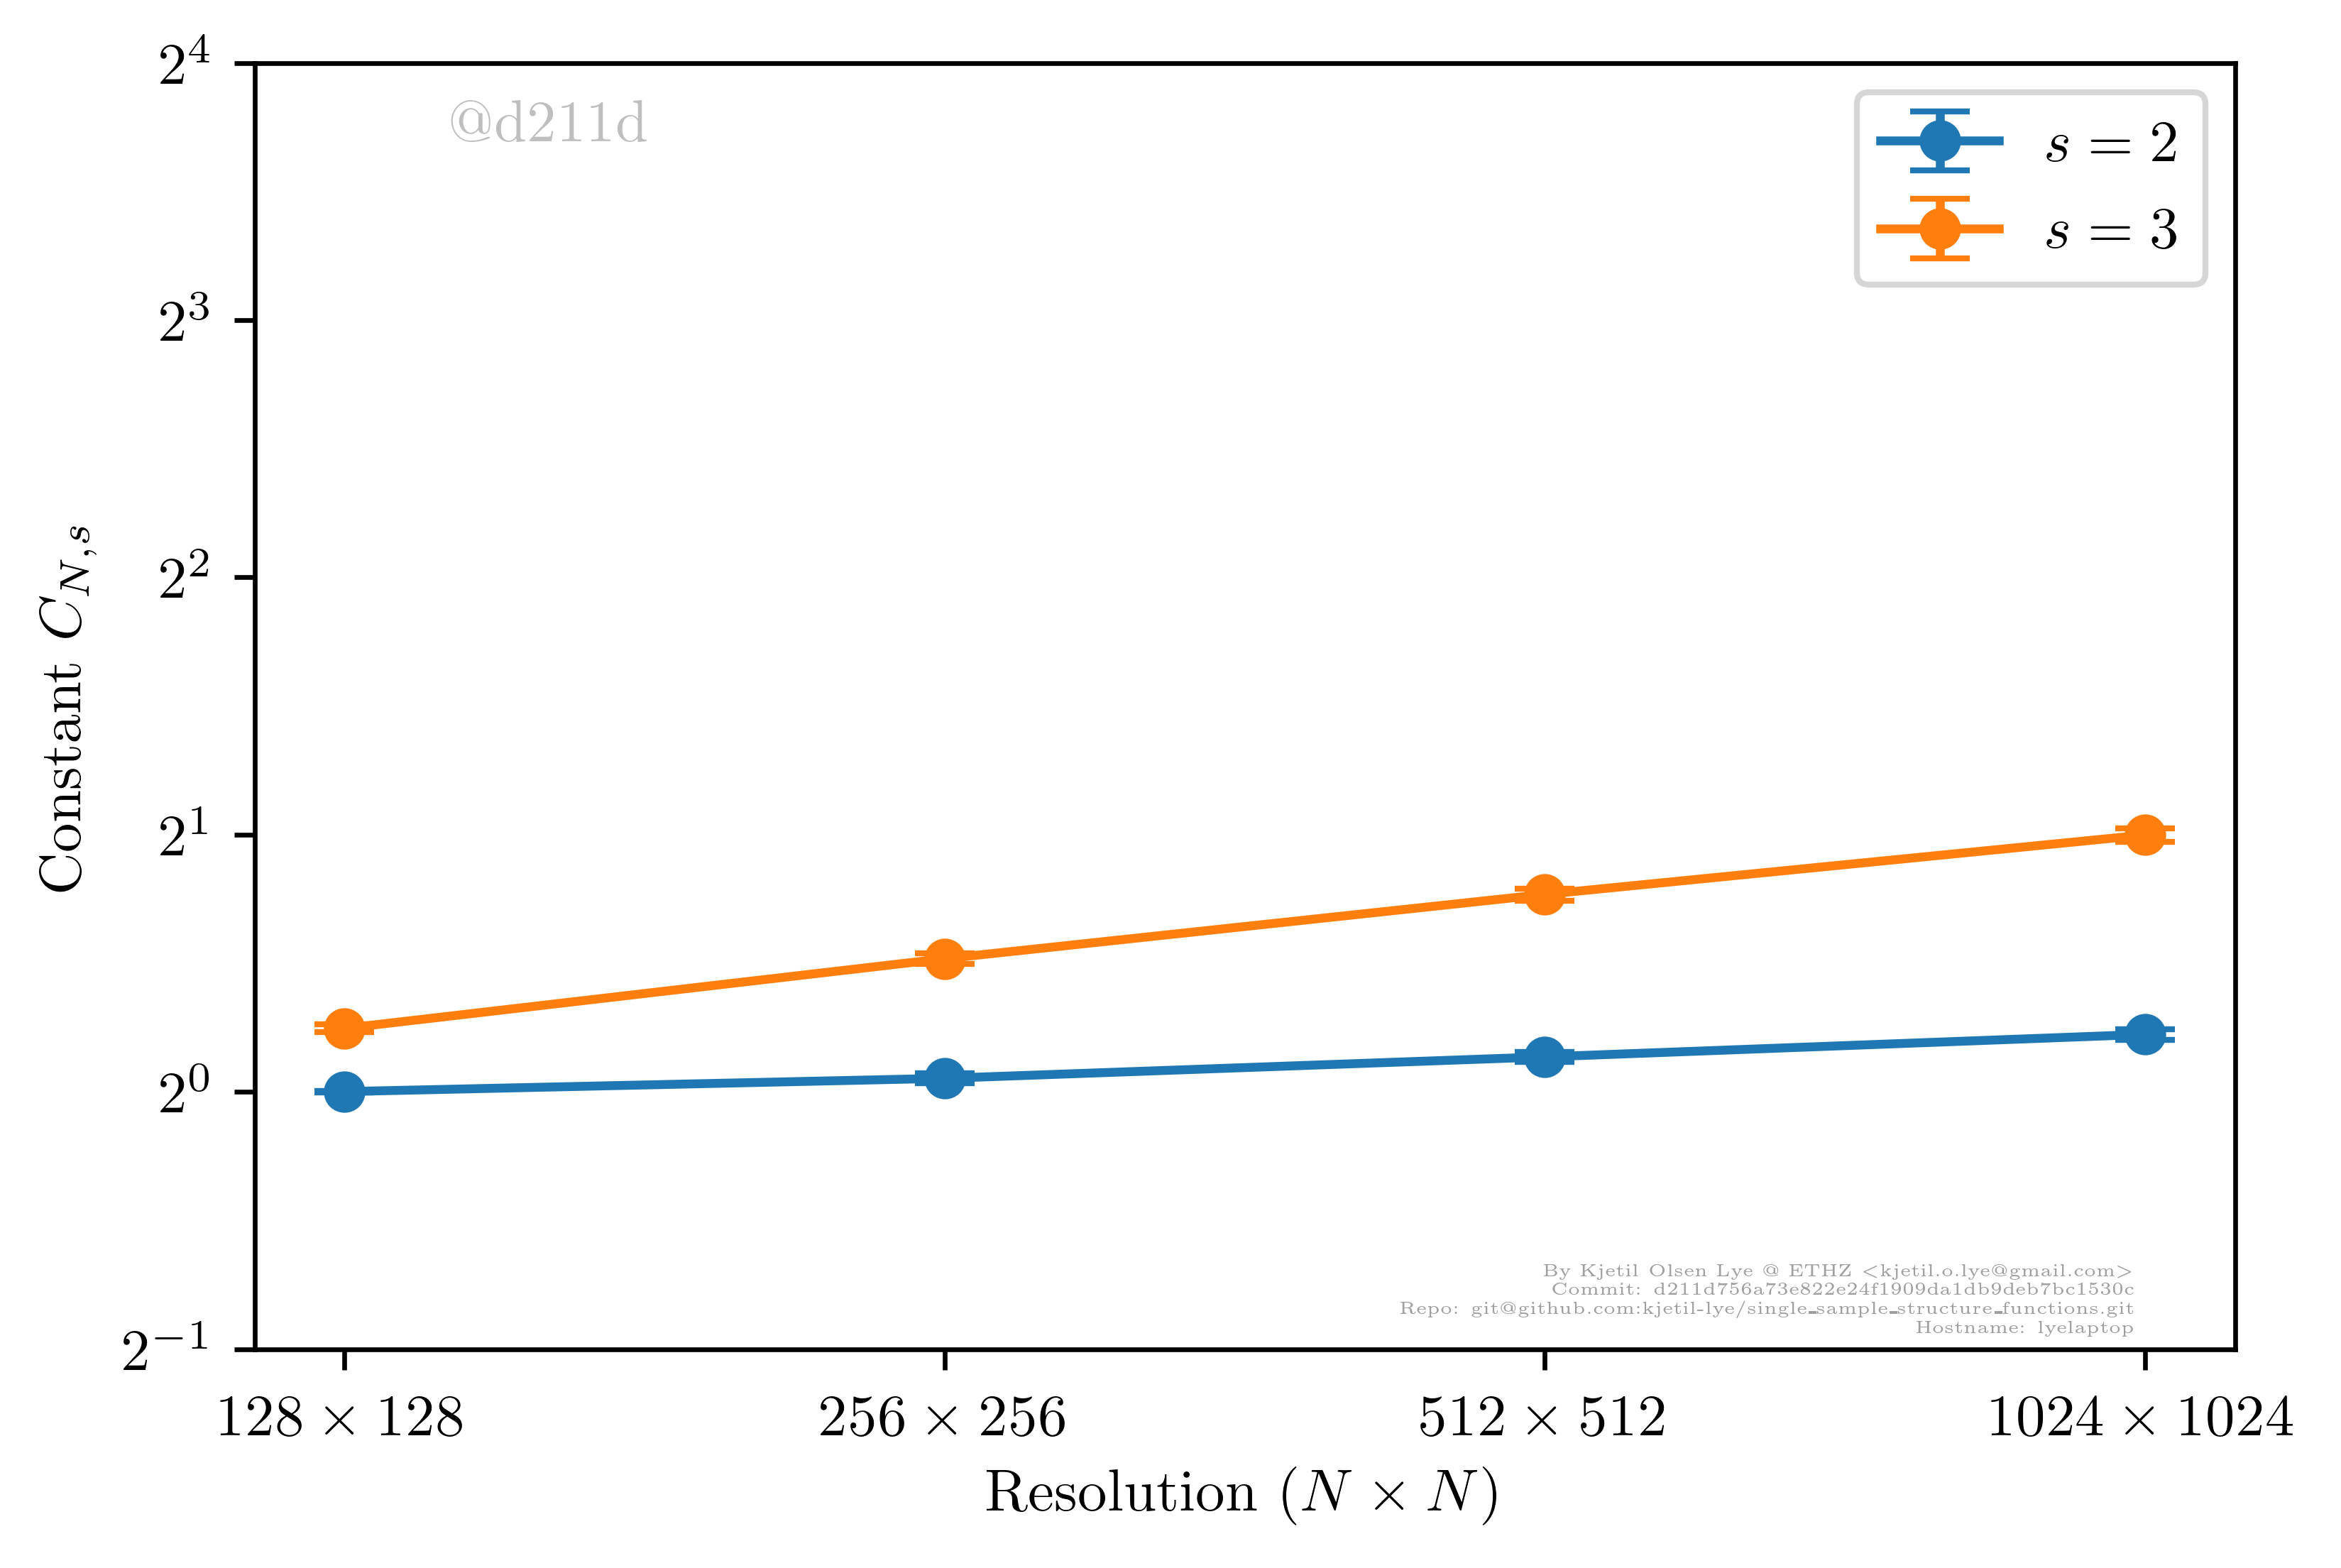 @d211d
s = 2
s = 3
2^4
2^3
2^2
2^1
2^0
2^{-1}
Constant C_{N,s}
By Kjetil Olsen Lye @ ETHZ <kjetil.o.lye@gmail.com>
Commit: d211d756a73e822e24f1909da1db9deb7bc1530c
Repo: git@github.com:kjetil-lye/single_sample_structure_functions.git
Hostname: lyelaptop
128 × 128
256 × 256
512 × 512
1024 × 1024
Resolution (N × N)